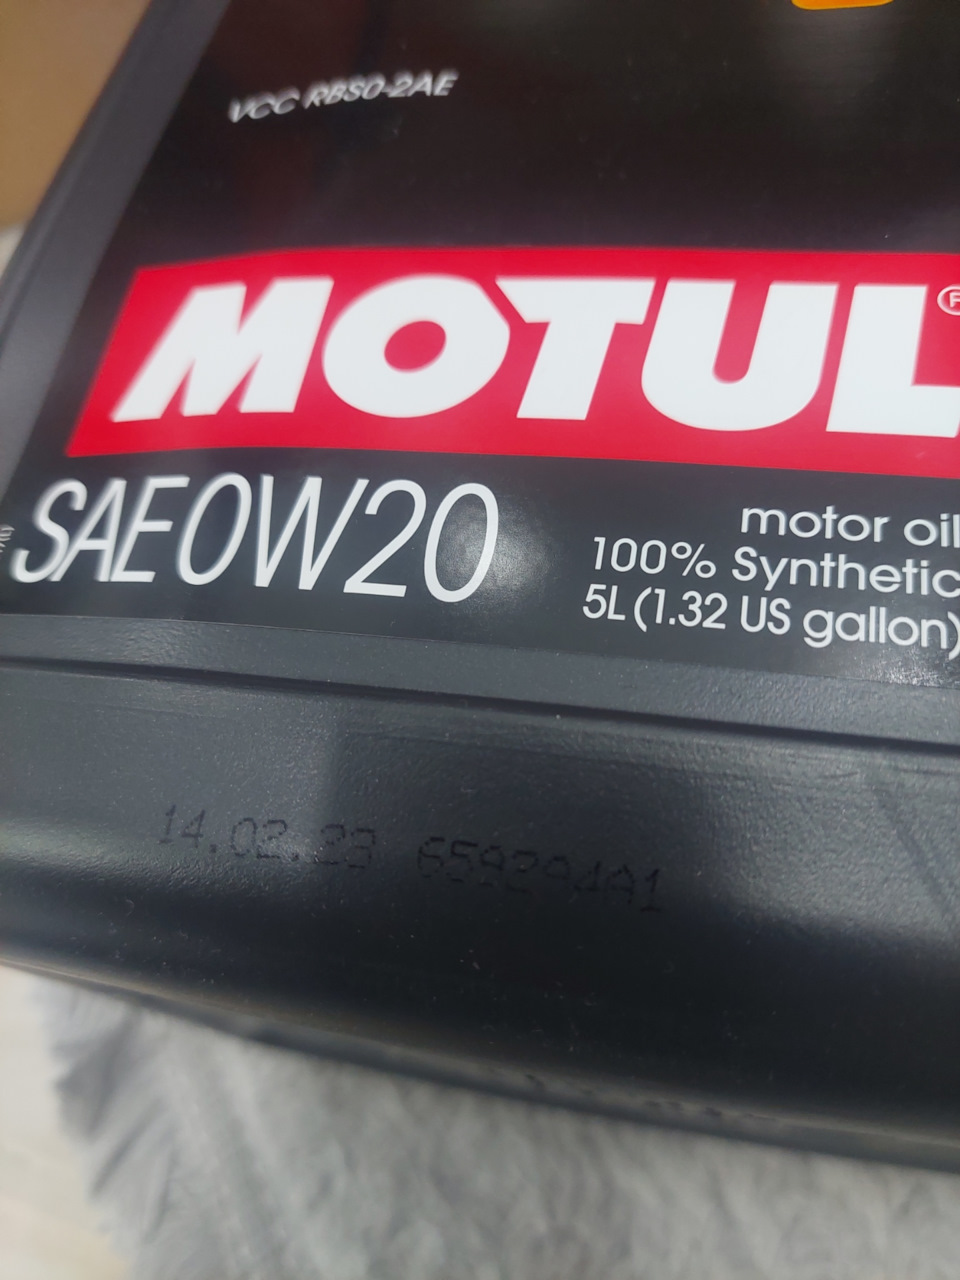 VCC RBS0-2AE
MOTUL®
SAE 0W20
motor oil
100% Synthetic
5L (1.32 US gallon)
14.02.23